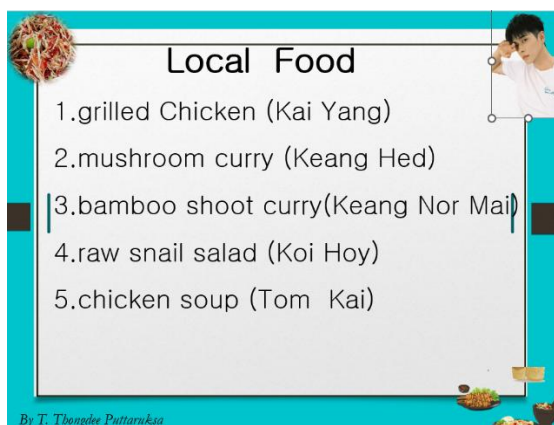 Local Food
1.grilled Chicken (Kai Yang)
2.mushroom curry (Keang Hed)
3.bamboo shoot curry(Keang Nor Mai)
4.raw snail salad (Koi Hoy)
5.chicken soup (Tom Kai)
By T. Thongdee Puttaruksa